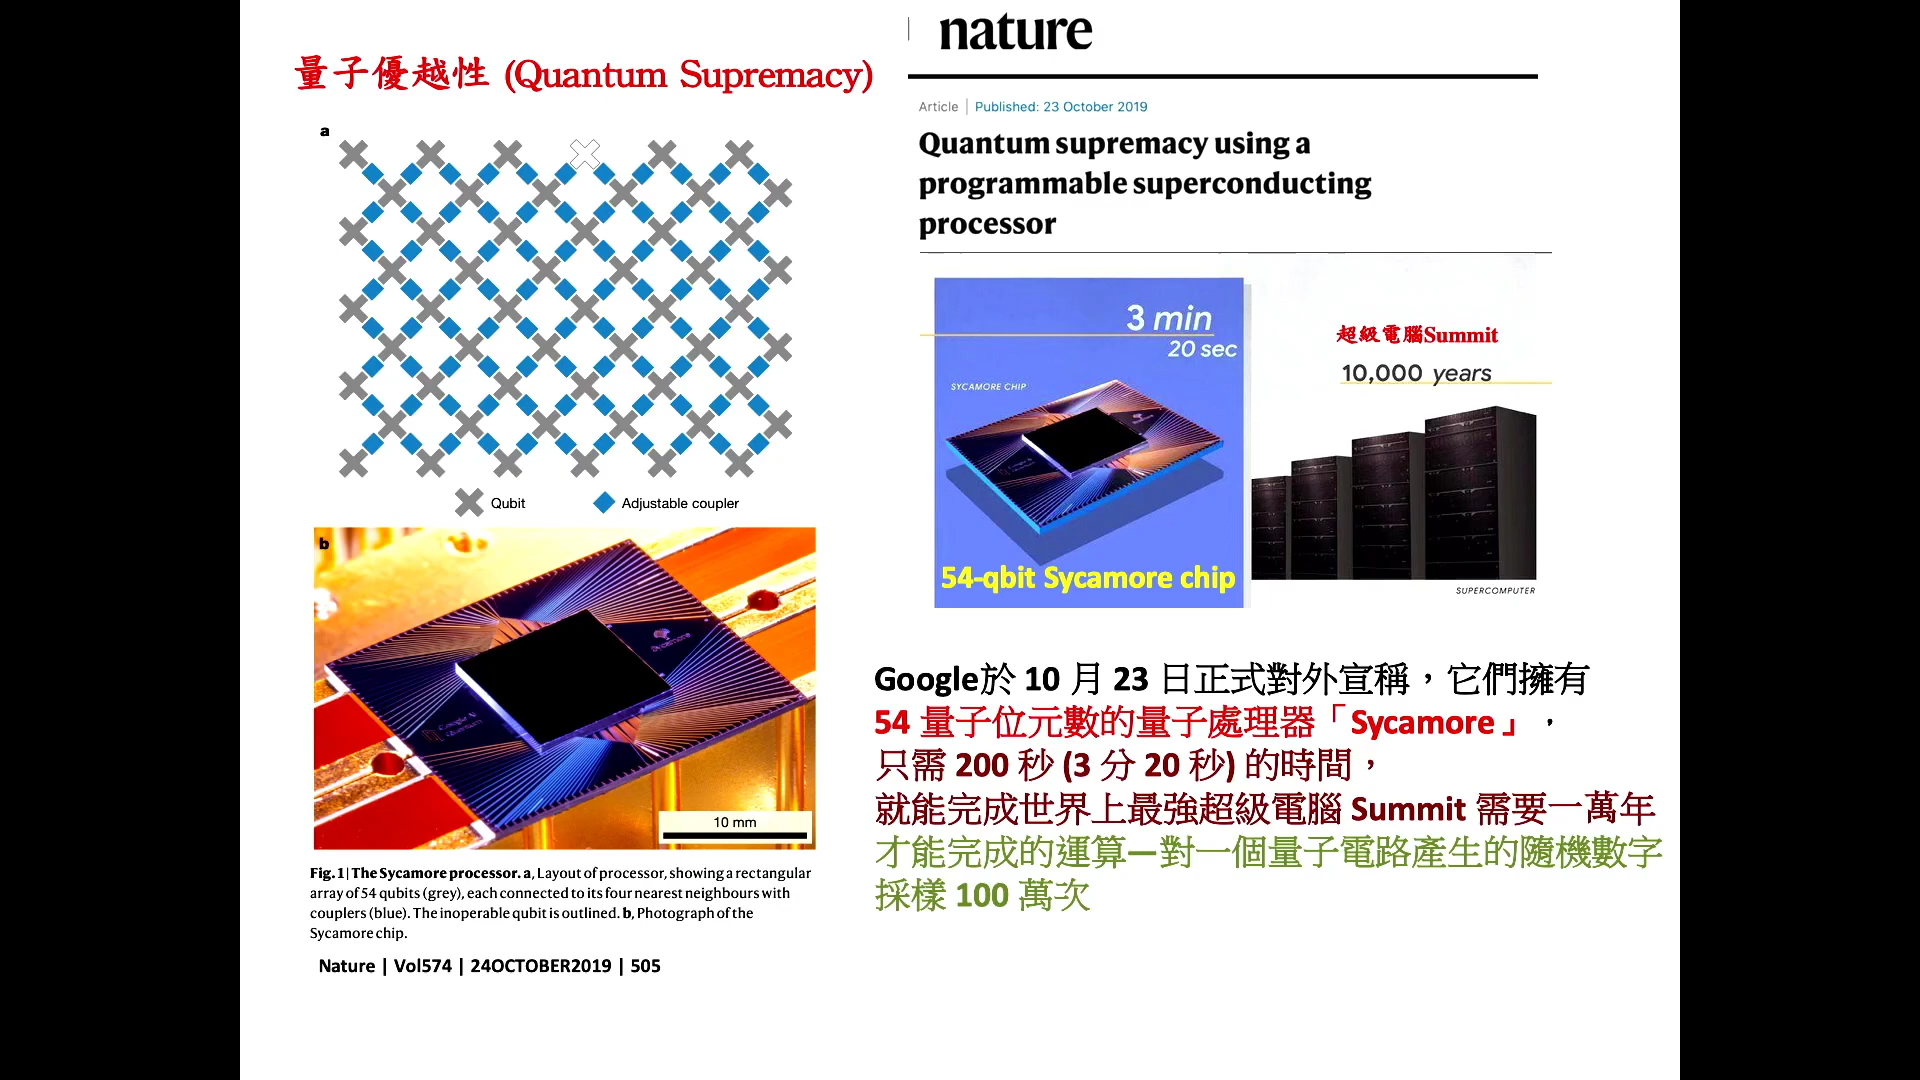 量子優越性 (Quantum Supremacy)
a
Qubit
Adjustable coupler
b
10 mm
Fig. 1 | The Sycamore processor. a, Layout of processor, showing a rectangular
array of 54 qubits (grey), each connected to its four nearest neighbours with
couplers (blue). The inoperable qubit is outlined. b, Photograph of the
Sycamore chip.
Nature | Vol574 | 24OCTOBER2019 | 505
nature
Article | Published: 23 October 2019
Quantum supremacy using a
programmable superconducting
processor
3 min
20 sec
SYCAMORE CHIP
54-qbit Sycamore chip
超級電腦Summit
10,000 years
SUPERCOMPUTER
Google於 10 月 23 日正式對外宣稱，它們擁有
54 量子位元數的量子處理器「Sycamore」，
只需 200 秒 (3 分 20 秒) 的時間，
就能完成世界上最強超級電腦 Summit 需要一萬年
才能完成的運算—對一個量子電路產生的隨機數字
採樣 100 萬次